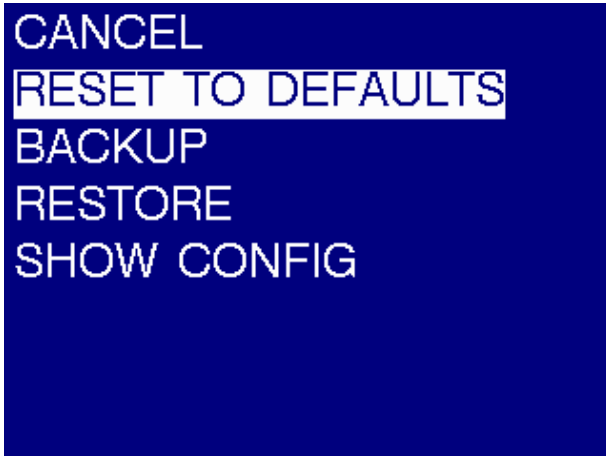 CANCEL
RESET TO DEFAULTS
BACKUP
RESTORE
SHOW CONFIG